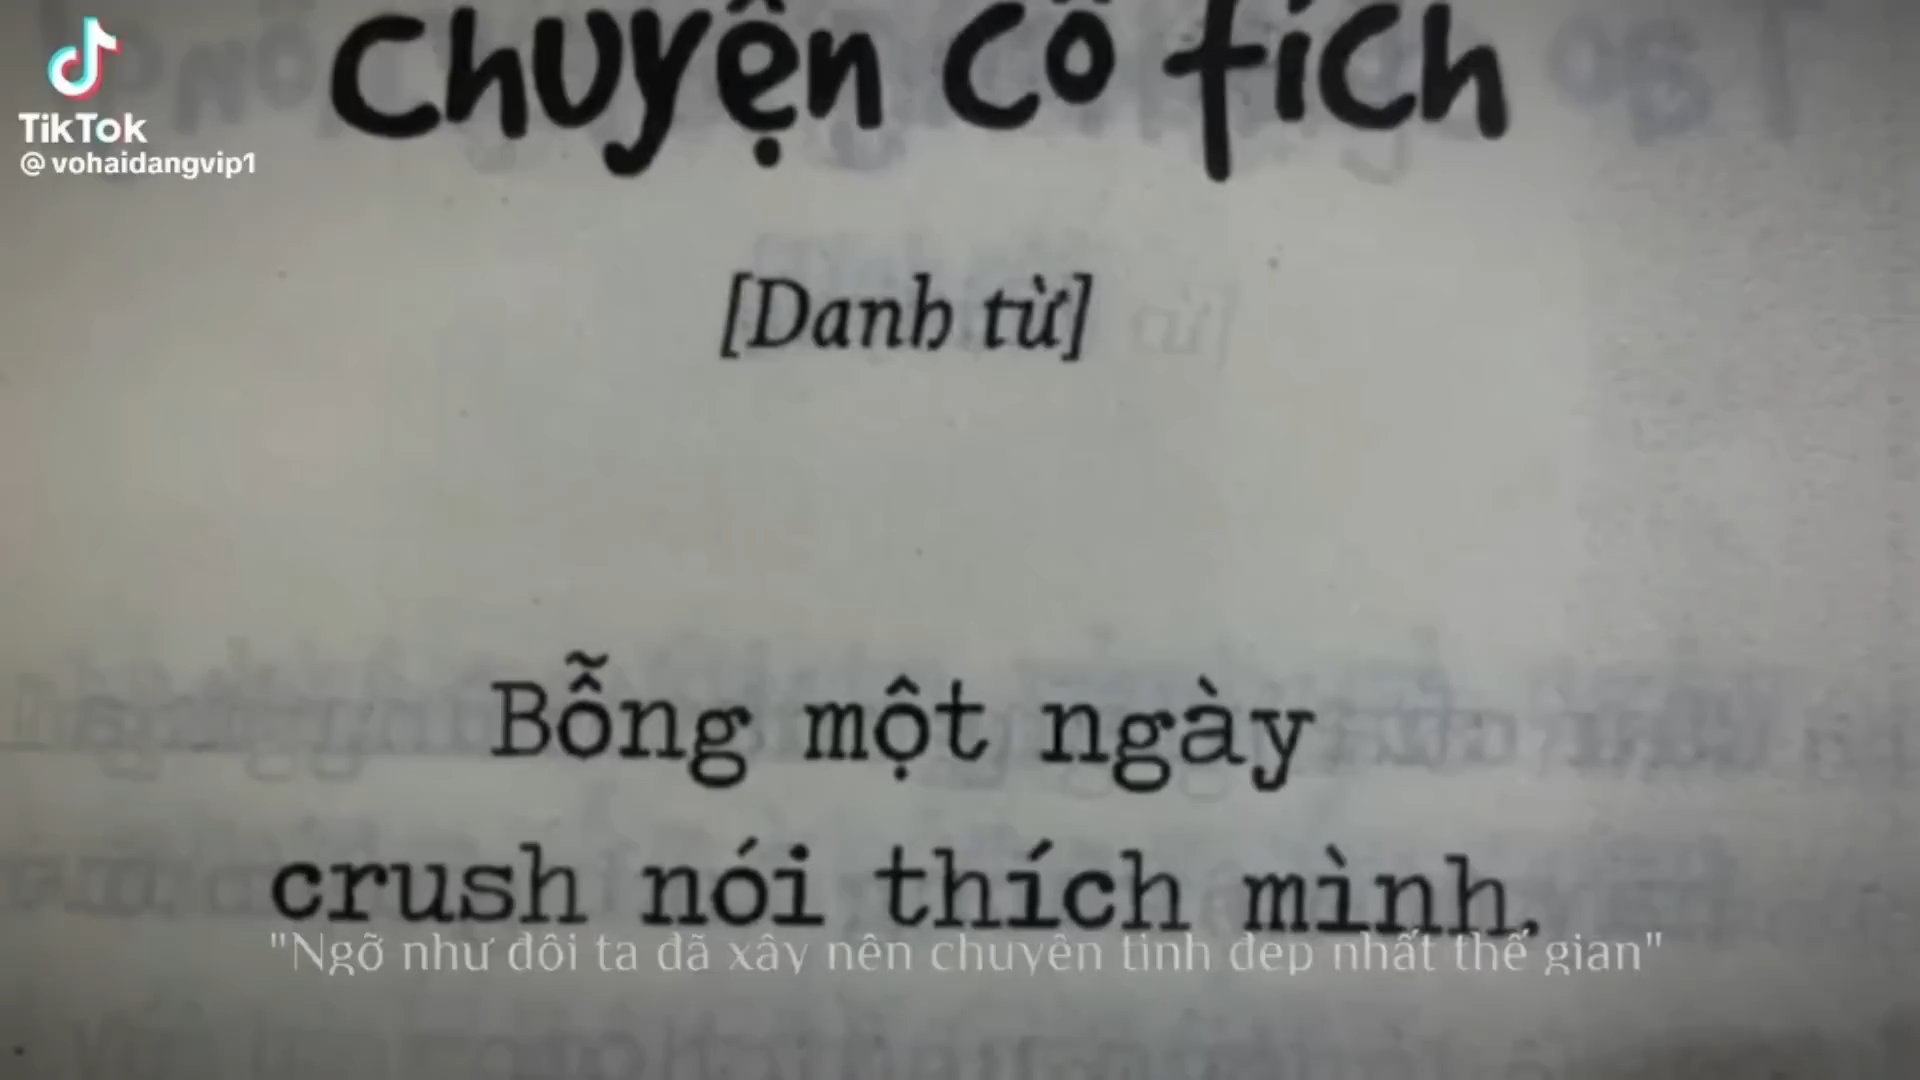 TikTok
@vohaidangvip1
Chuyện Cổ tích
[Danh từ]
Bỗng một ngày
crush nói thích mình.
"Ngỡ như đôi ta đã xây nên chuyện tình đẹp nhất thế gian"